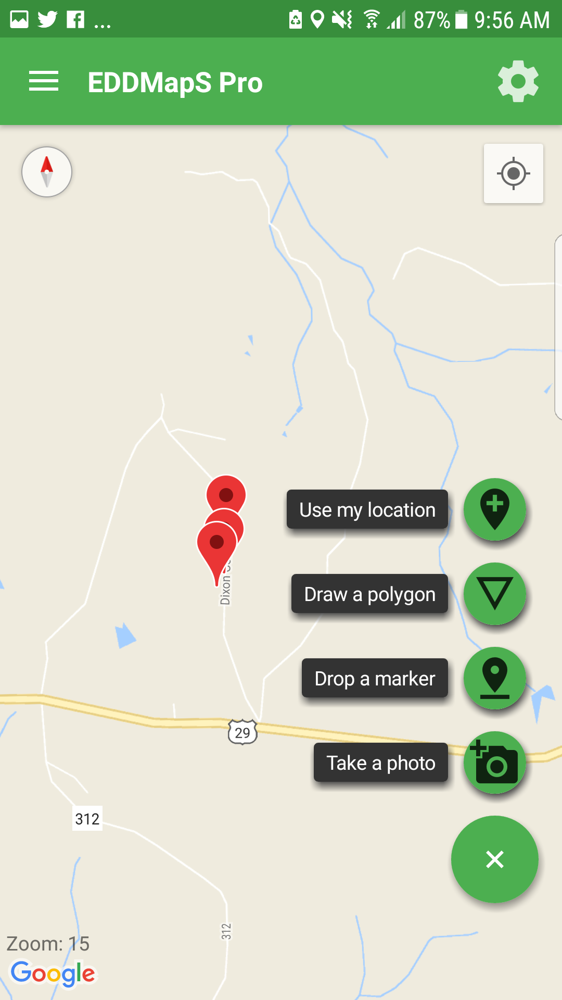 87% 9:56 AM
EDDMapS Pro
Use my location
Dixon
Draw a polygon
Drop a marker
29
Take a photo
312
312
Zoom: 15
Google